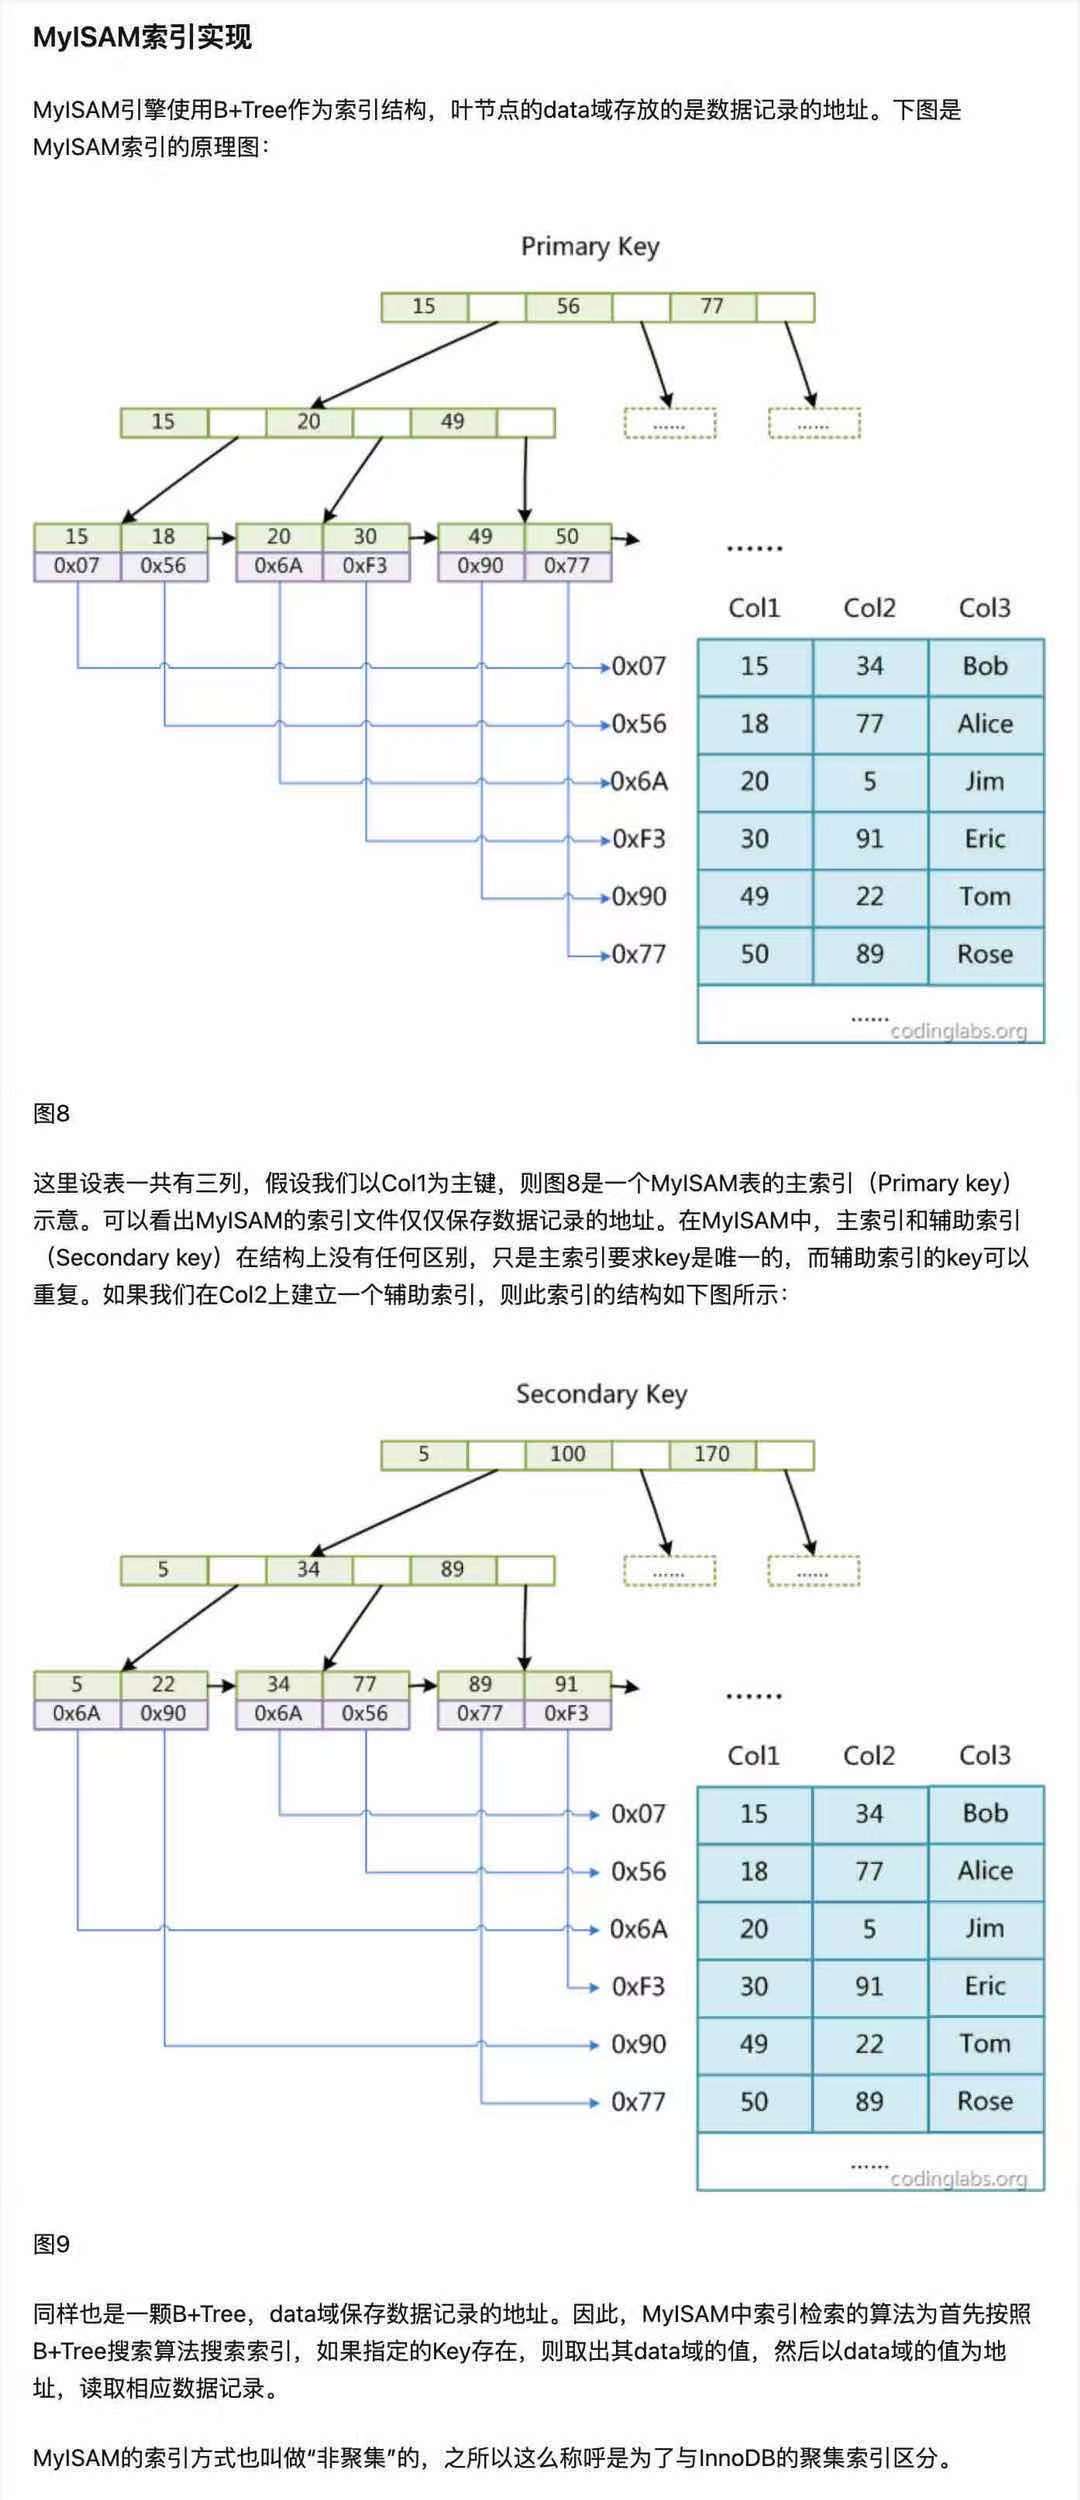 MyISAM索引实现
MyISAM引擎使用B+Tree作为索引结构，叶节点的data域存放的是数据记录的地址。下图是
MyISAM索引的原理图：
Primary Key
15 56 77
15 20 49 ...... ......
15 18 20 30 49 50
0x07 0x56 0x6A 0xF3 0x90 0x77
......
Col1 Col2 Col3
0x07 15 34 Bob
0x56 18 77 Alice
0x6A 20 5 Jim
0xF3 30 91 Eric
0x90 49 22 Tom
0x77 50 89 Rose
......
codinglabs.org
图8
这里设表一共有三列，假设我们以Col1为主键，则图8是一个MyISAM表的主索引（Primary key）
示意。可以看出MyISAM的索引文件仅仅保存数据记录的地址。在MyISAM中，主索引和辅助索引
（Secondary key）在结构上没有任何区别，只是主索引要求key是唯一的，而辅助索引的key可以
重复。如果我们在Col2上建立一个辅助索引，则此索引的结构如下图所示：
Secondary Key
5 100 170
5 34 89 ...... ......
5 22 34 77 89 91
0x6A 0x90 0x6A 0x56 0x77 0xF3
......
Col1 Col2 Col3
0x07 15 34 Bob
0x56 18 77 Alice
0x6A 20 5 Jim
0xF3 30 91 Eric
0x90 49 22 Tom
0x77 50 89 Rose
......
codinglabs.org
图9
同样也是一颗B+Tree，data域保存数据记录的地址。因此，MyISAM中索引检索的算法为首先按照
B+Tree搜索算法搜索索引，如果指定的Key存在，则取出其data域的值，然后以data域的值为地
址，读取相应数据记录。
MyISAM的索引方式也叫做“非聚集”的，之所以这么称呼是为了与InnoDB的聚集索引区分。